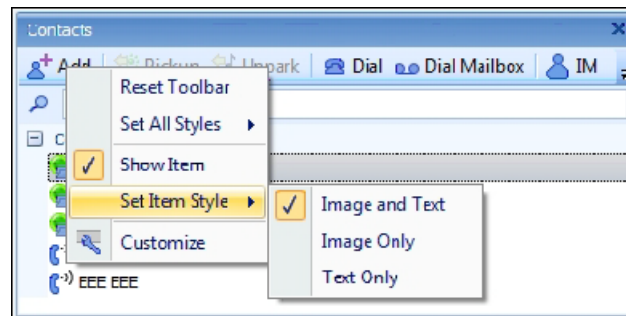 Contacts
Add Pickup Unpark Dial Dial Mailbox IM
Reset Toolbar
Set All Styles
Show Item
Set Item Style
Image and Text
Image Only
Customize
Text Only
EEE EEE